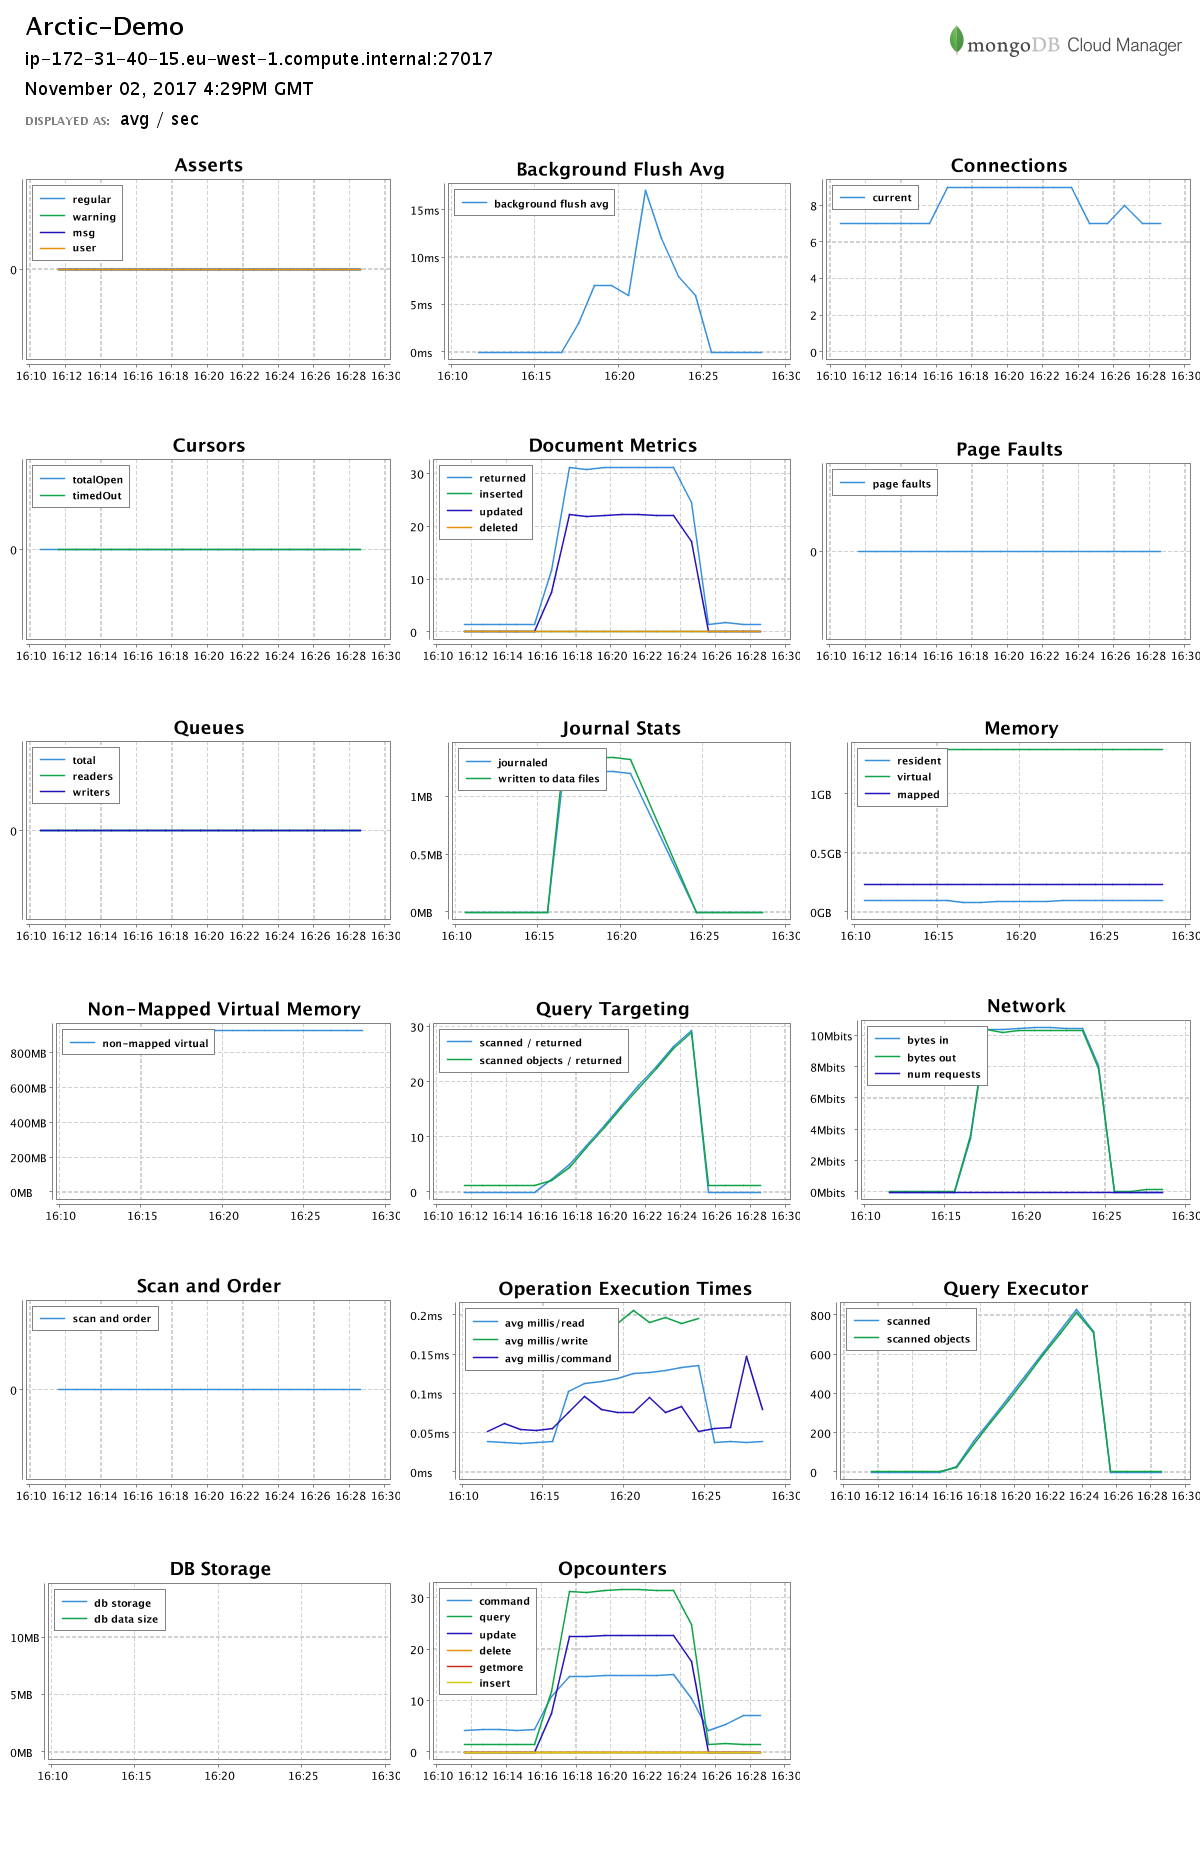 Arctic-Demo
ip-172-31-40-15.eu-west-1.compute.internal:27017
November 02, 2017 4:29PM GMT
DISPLAYED AS: avg / sec
mongoDB Cloud Manager
Asserts
regular
warning
msg
user
0
16:10 16:12 16:14 16:16 16:18 16:20 16:22 16:24 16:26 16:28 16:30
Background Flush Avg
background flush avg
15ms
10ms
5ms
0ms
16:10 16:15 16:20 16:25 16:30
Connections
current
8
6
4
2
0
16:10 16:12 16:14 16:16 16:18 16:20 16:22 16:24 16:26 16:28 16:30
Cursors
totalOpen
timedOut
0
16:10 16:12 16:14 16:16 16:18 16:20 16:22 16:24 16:26 16:28 16:30
Document Metrics
returned
inserted
updated
deleted
30
20
10
0
16:10 16:12 16:14 16:16 16:18 16:20 16:22 16:24 16:26 16:28 16:30
Page Faults
page faults
0
16:10 16:12 16:14 16:16 16:18 16:20 16:22 16:24 16:26 16:28 16:30
Queues
total
readers
writers
0
16:10 16:12 16:14 16:16 16:18 16:20 16:22 16:24 16:26 16:28 16:30
Journal Stats
journaled
written to data files
1MB
0.5MB
0MB
16:10 16:15 16:20 16:25 16:30
Memory
resident
virtual
mapped
1GB
0.5GB
0GB
16:10 16:15 16:20 16:25 16:30
Non-Mapped Virtual Memory
non-mapped virtual
800MB
600MB
400MB
200MB
0MB
16:10 16:15 16:20 16:25 16:30
Query Targeting
scanned / returned
scanned objects / returned
30
20
10
0
16:10 16:12 16:14 16:16 16:18 16:20 16:22 16:24 16:26 16:28 16:30
Network
bytes in
bytes out
num requests
10Mbits
8Mbits
6Mbits
4Mbits
2Mbits
0Mbits
16:10 16:15 16:20 16:25 16:30
Scan and Order
scan and order
0
16:10 16:12 16:14 16:16 16:18 16:20 16:22 16:24 16:26 16:28 16:30
Operation Execution Times
avg millis/read
avg millis/write
avg millis/command
0.2ms
0.15ms
0.1ms
0.05ms
0ms
16:10 16:15 16:20 16:25 16:30
Query Executor
scanned
scanned objects
800
600
400
200
0
16:10 16:12 16:14 16:16 16:18 16:20 16:22 16:24 16:26 16:28 16:30
DB Storage
db storage
db data size
10MB
5MB
0MB
16:10 16:15 16:20 16:25 16:30
Opcounters
command
query
update
delete
getmore
insert
30
20
10
0
16:10 16:12 16:14 16:16 16:18 16:20 16:22 16:24 16:26 16:28 16:30